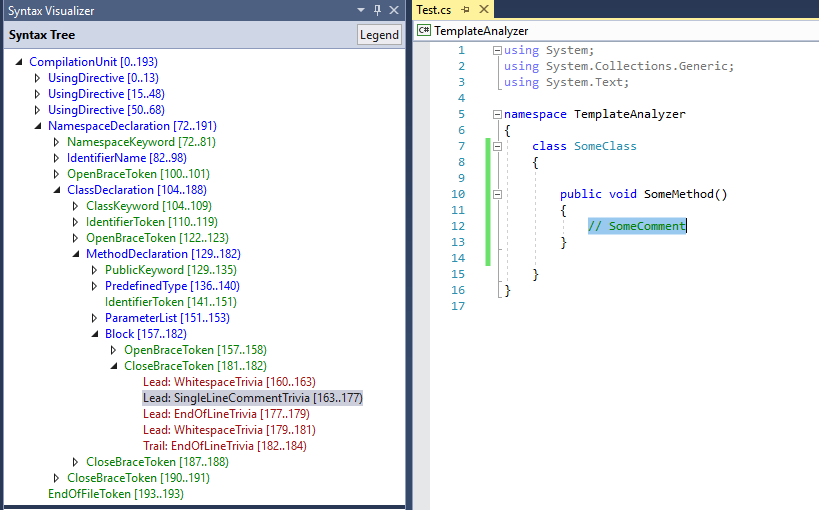 Syntax Visualizer
Syntax Tree
Legend
CompilationUnit [0..193)
UsingDirective [0..13)
UsingDirective [15..48)
UsingDirective [50..68)
NamespaceDeclaration [72..191)
NamespaceKeyword [72..81)
IdentifierName [82..98)
OpenBraceToken [100..101)
ClassDeclaration [104..188)
ClassKeyword [104..109)
IdentifierToken [110..119)
OpenBraceToken [122..123)
MethodDeclaration [129..182)
PublicKeyword [129..135)
PredefinedType [136..140)
IdentifierToken [141..151)
ParameterList [151..153)
Block [157..182)
OpenBraceToken [157..158)
CloseBraceToken [181..182)
Lead: WhitespaceTrivia [160..163)
Lead: SingleLineCommentTrivia [163..177)
Lead: EndOfLineTrivia [177..179)
Lead: WhitespaceTrivia [179..181)
Trail: EndOfLineTrivia [182..184)
CloseBraceToken [187..188)
CloseBraceToken [190..191)
EndOfFileToken [193..193)
Test.cs
C# TemplateAnalyzer
1 using System;
2 using System.Collections.Generic;
3 using System.Text;
4
5 namespace TemplateAnalyzer
6 {
7 class SomeClass
8 {
9
10 public void SomeMethod()
11 {
12 // SomeComment
13 }
14
15 }
16 }
17